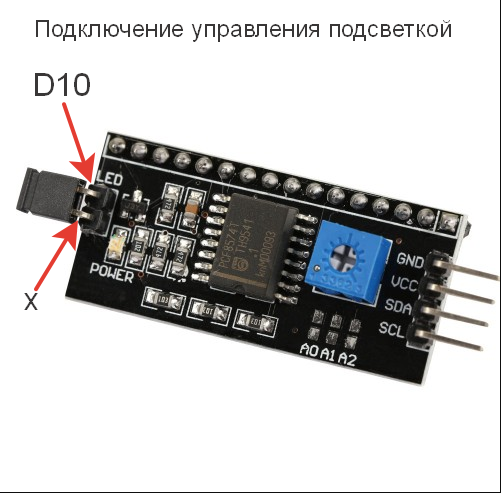 Подключение управления подсветкой
D10
LED
X
POWER
PCF8574T
GND
VCC
SDA
SCL
A0 A1 A2